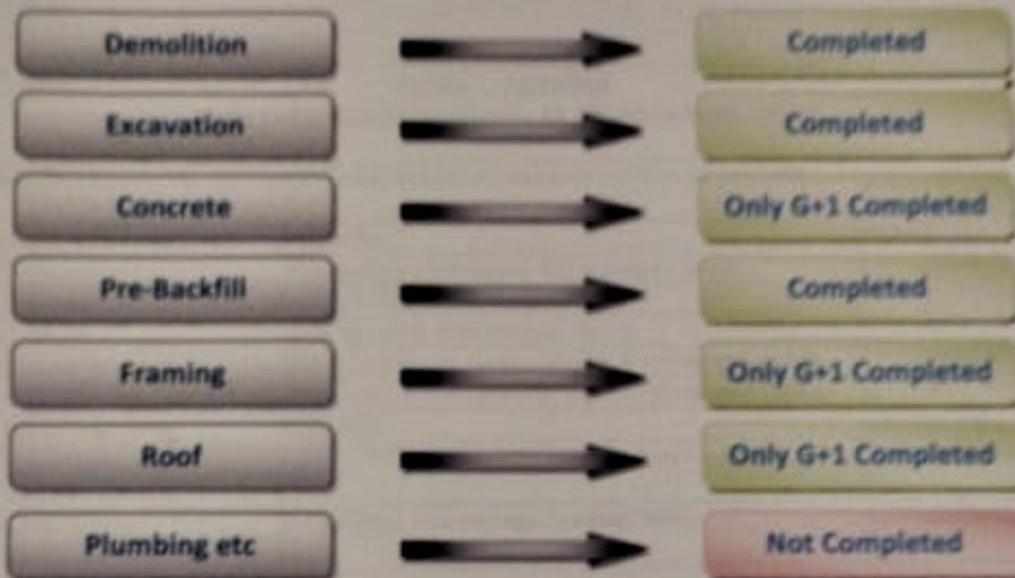 Demolition
Completed
Excavation
Completed
Concrete
Only G+1 Completed
Pre-Backfill
Completed
Framing
Only G+1 Completed
Roof
Only G+1 Completed
Plumbing etc
Not Completed